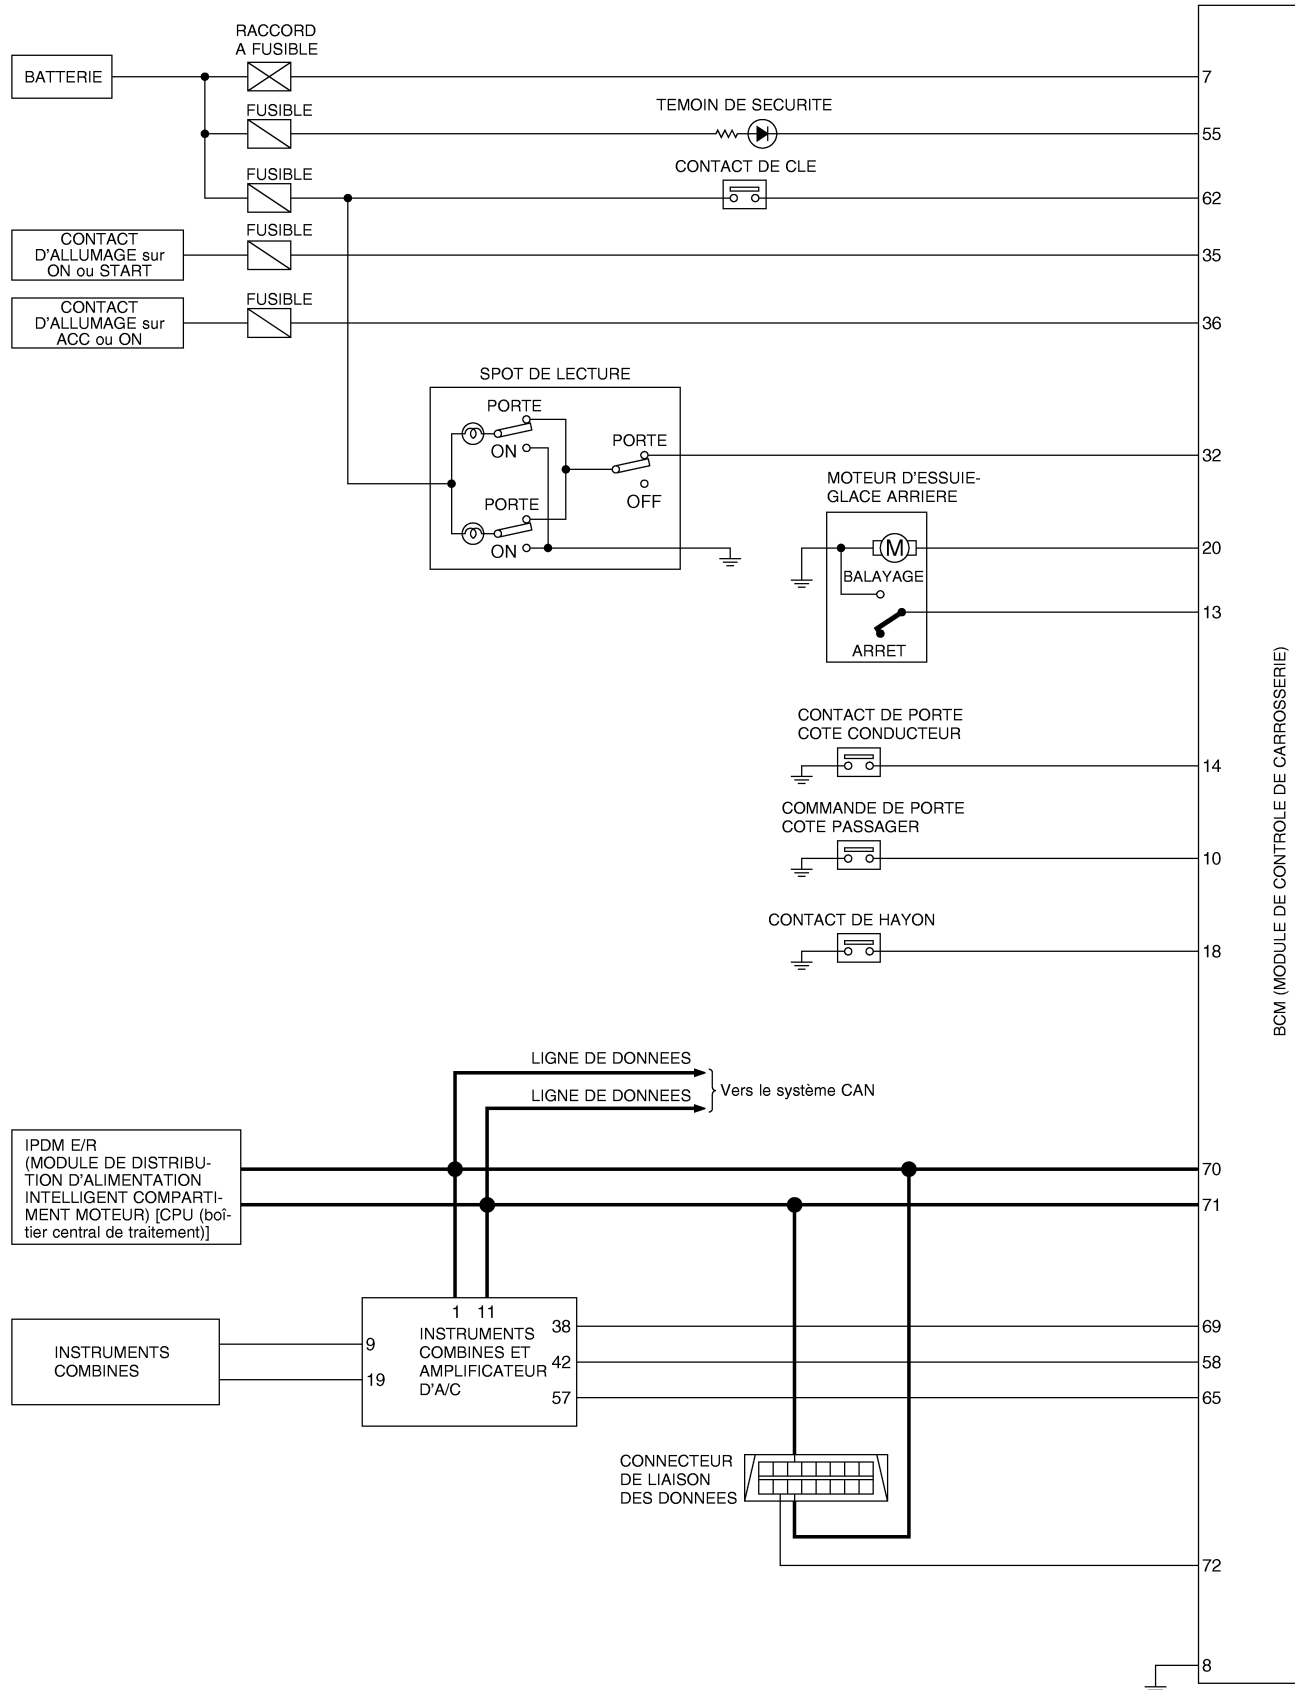 RACCORD
A FUSIBLE
BATTERIE
7
FUSIBLE
TEMOIN DE SECURITE
55
FUSIBLE
CONTACT DE CLE
62
CONTACT
D'ALLUMAGE sur
ON ou START
FUSIBLE
35
CONTACT
D'ALLUMAGE sur
ACC ou ON
FUSIBLE
36
SPOT DE LECTURE
PORTE
ON
PORTE
OFF
PORTE
ON
32
MOTEUR D'ESSUIE-
GLACE ARRIERE
M
20
BALAYAGE
13
ARRET
CONTACT DE PORTE
COTE CONDUCTEUR
14
COMMANDE DE PORTE
COTE PASSAGER
10
CONTACT DE HAYON
18
BCM (MODULE DE CONTROLE DE CARROSSERIE)
LIGNE DE DONNEES
LIGNE DE DONNEES
Vers le système CAN
IPDM E/R
(MODULE DE DISTRIBU-
TION D'ALIMENTATION
INTELLIGENT COMPARTI-
MENT MOTEUR) [CPU (boî-
tier central de traitement)]
70
71
INSTRUMENTS
COMBINES
1 11
9
19
INSTRUMENTS
COMBINES ET
AMPLIFICATEUR
D'A/C
38
42
57
69
58
65
CONNECTEUR
DE LIAISON
DES DONNEES
72
8